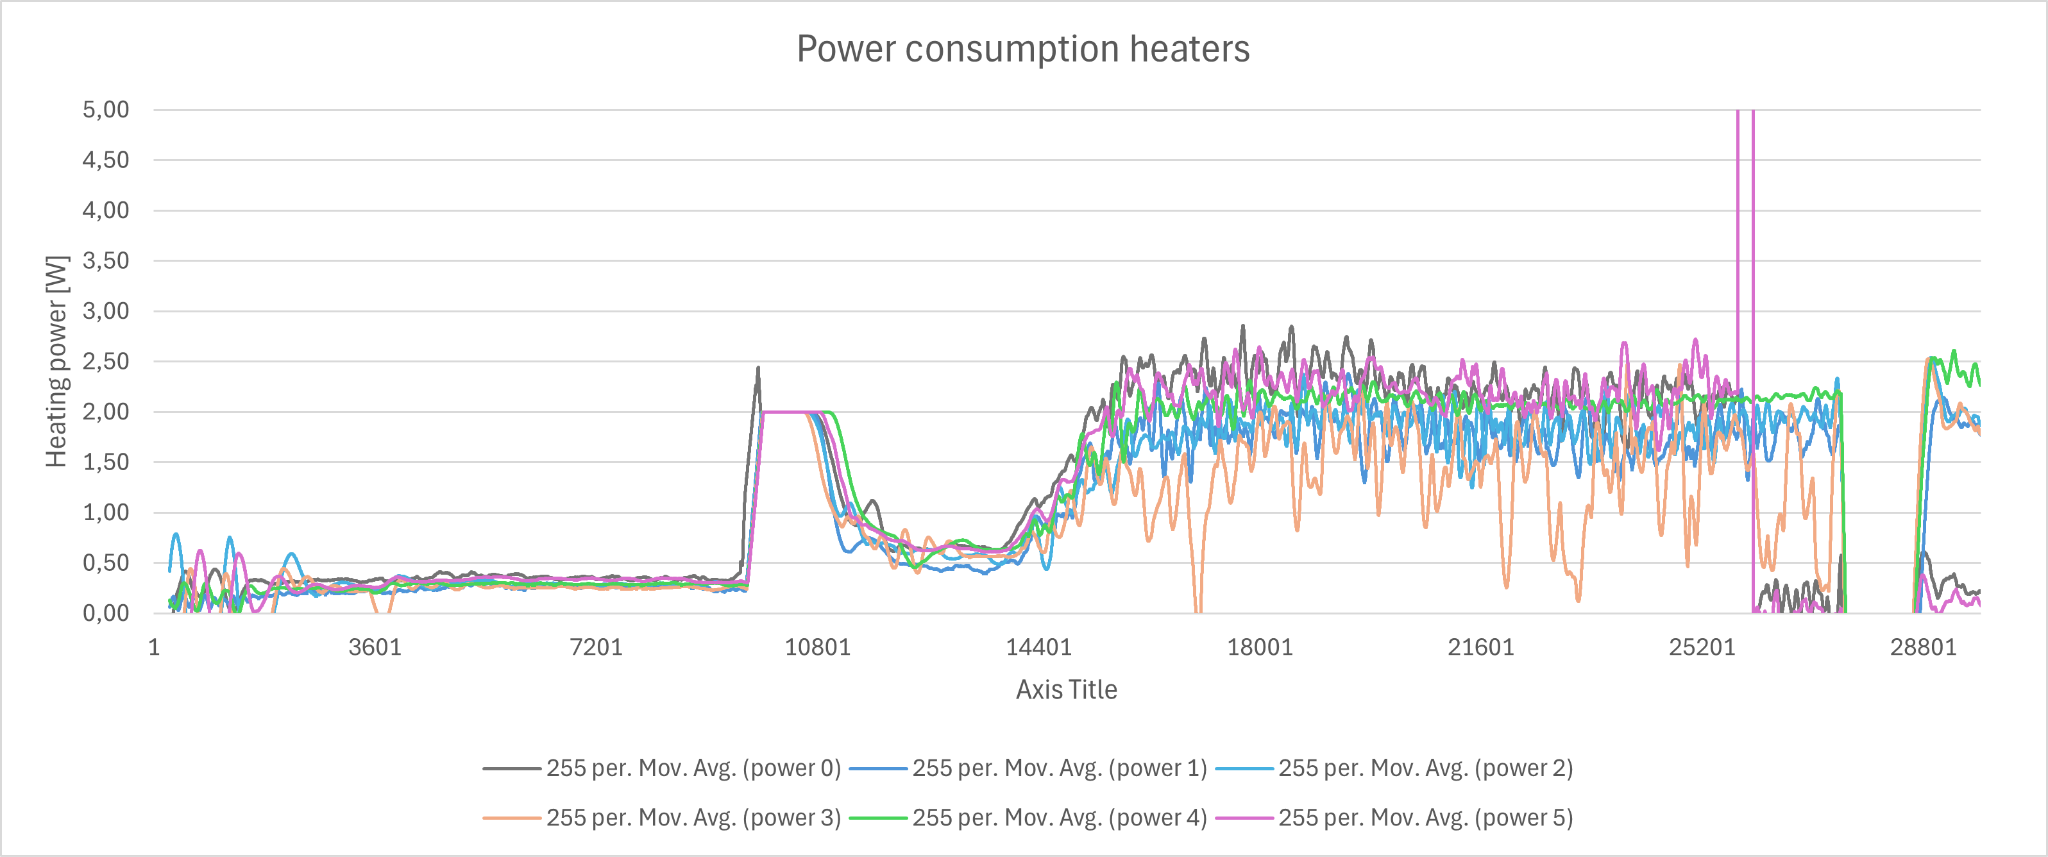 Power consumption heaters
5,00
4,50
4,00
3,50
3,00
2,50
2,00
1,50
1,00
0,50
0,00
Heating power [W]
1 3601 7201 10801 14401 18001 21601 25201 28801
Axis Title
255 per. Mov. Avg. (power 0) 255 per. Mov. Avg. (power 1) 255 per. Mov. Avg. (power 2)
255 per. Mov. Avg. (power 3) 255 per. Mov. Avg. (power 4) 255 per. Mov. Avg. (power 5)